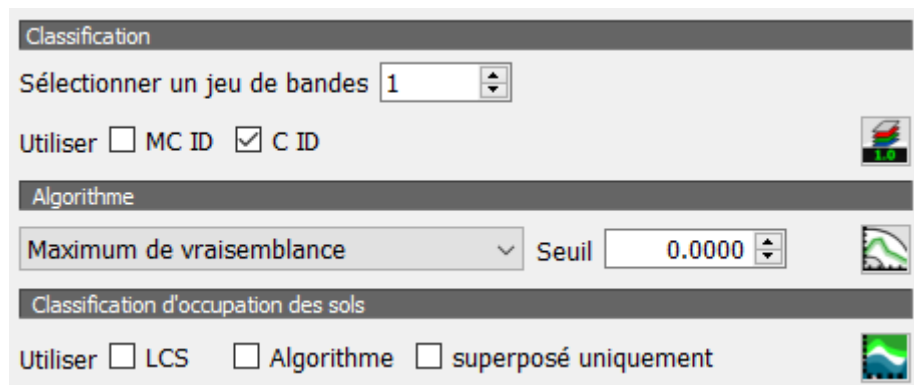 Classification
Sélectionner un jeu de bandes 1
Utiliser MC ID C ID
1.0
Algorithme
Maximum de vraisemblance Seuil 0.0000
Classification d'occupation des sols
Utiliser LCS Algorithme superposé uniquement